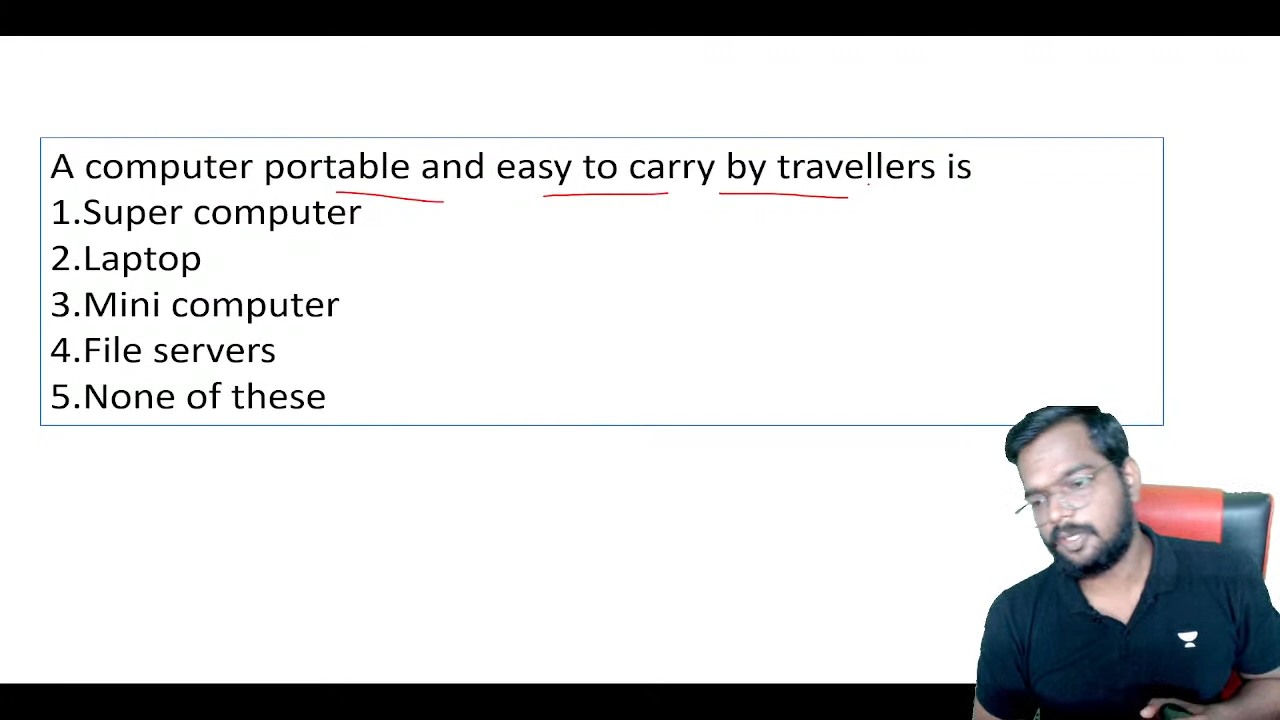 A computer portable and easy to carry by travellers is
1.Super computer
2.Laptop
3.Mini computer
4.File servers
5.None of these